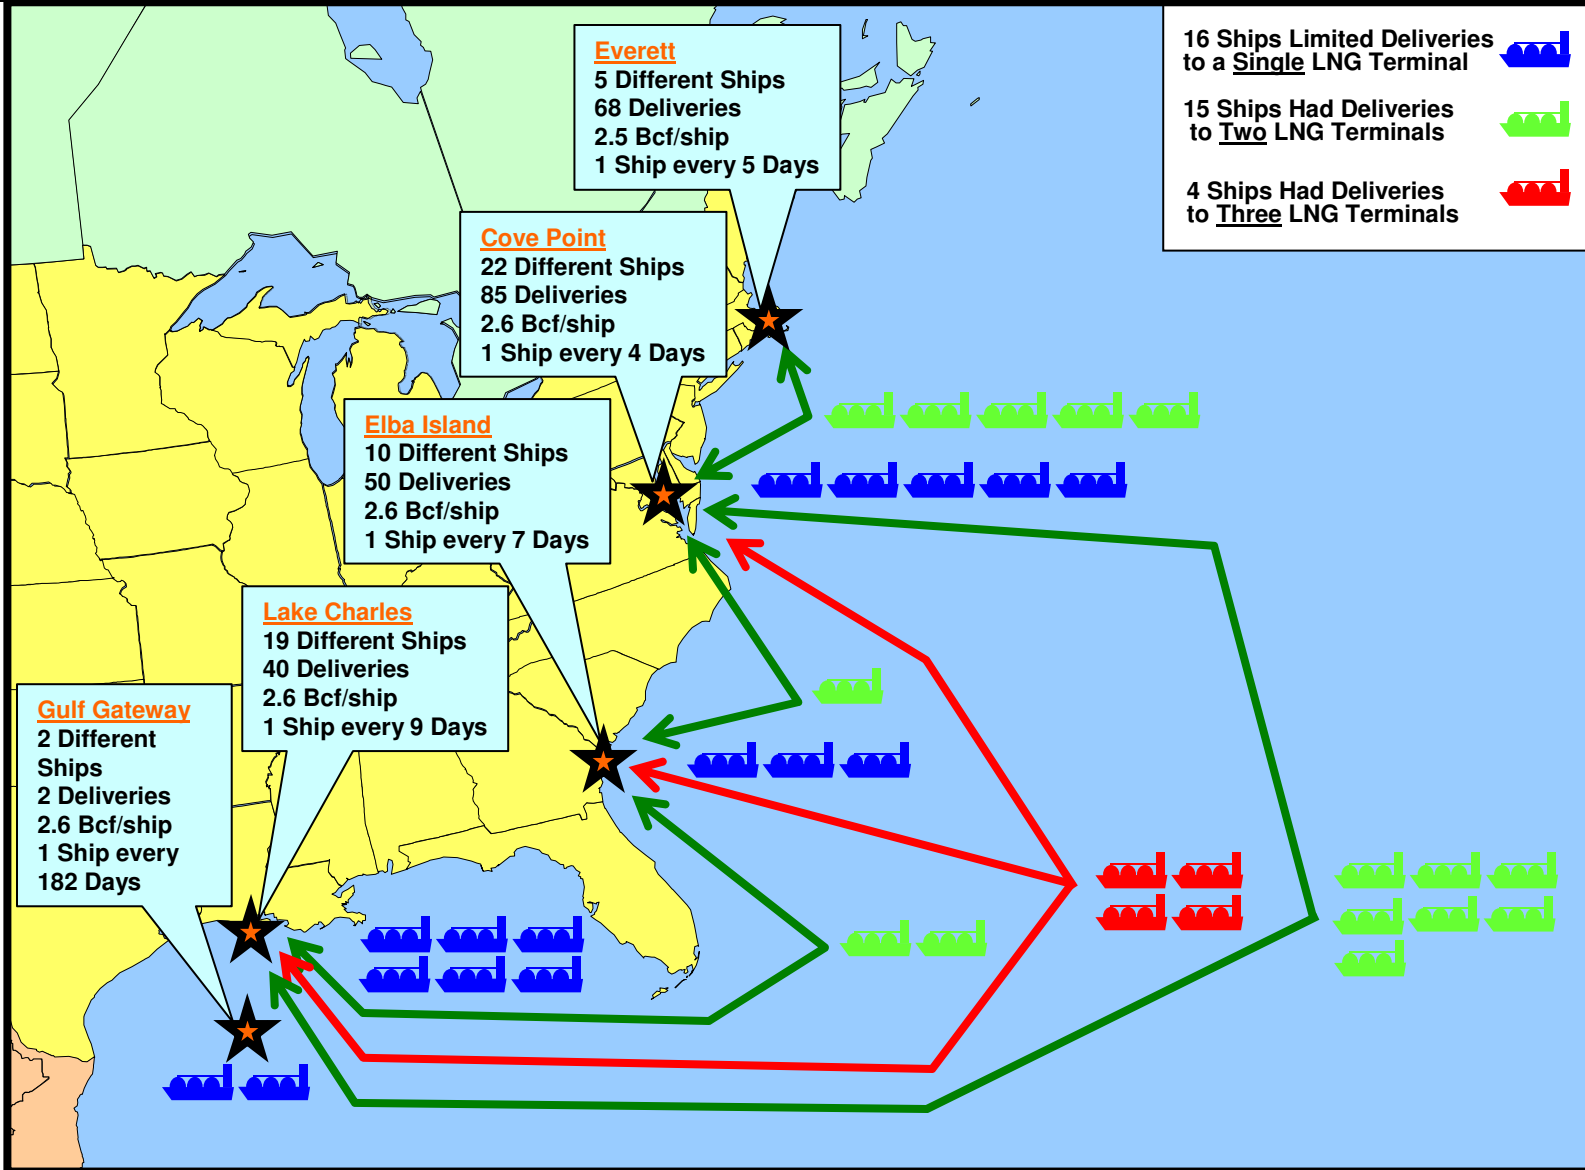 Everett
5 Different Ships
68 Deliveries
2.5 Bcf/ship
1 Ship every 5 Days
16 Ships Limited Deliveries
to a Single LNG Terminal
15 Ships Had Deliveries
to Two LNG Terminals
4 Ships Had Deliveries
to Three LNG Terminals
Cove Point
22 Different Ships
85 Deliveries
2.6 Bcf/ship
1 Ship every 4 Days
Elba Island
10 Different Ships
50 Deliveries
2.6 Bcf/ship
1 Ship every 7 Days
Lake Charles
19 Different Ships
40 Deliveries
2.6 Bcf/ship
1 Ship every 9 Days
Gulf Gateway
2 Different
Ships
2 Deliveries
2.6 Bcf/ship
1 Ship every
182 Days